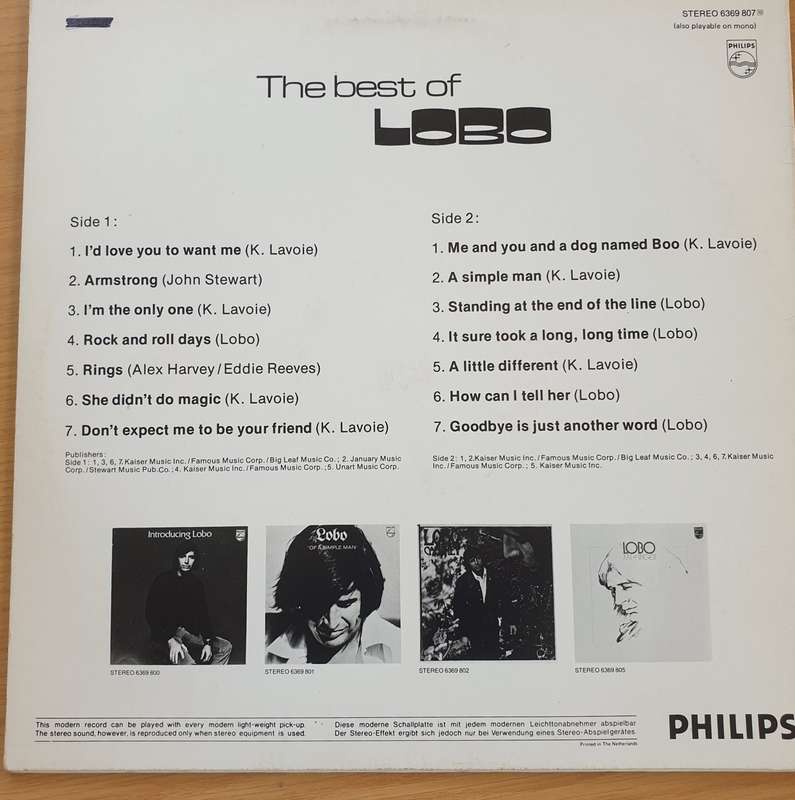 STEREO 6369 807
(also playable on mono)
PHILIPS
The best of
LOBO
Side 1:
1. I'd love you to want me (K. Lavoie)
2. Armstrong (John Stewart)
3. I'm the only one (K. Lavoie)
4. Rock and roll days (Lobo)
5. Rings (Alex Harvey/Eddie Reeves)
6. She didn't do magic (K. Lavoie)
7. Don't expect me to be your friend (K. Lavoie)
Publishers:
Side 1: 1, 3, 6, 7. Kaiser Music Inc. / Famous Music Corp. / Big Leaf Music Co.; 2. January Music
Corp. / Stewart Music Pub. Co.; 4. Kaiser Music Inc. / Famous Music Corp.; 5. Unart Music Corp.
Side 2:
1. Me and you and a dog named Boo (K. Lavoie)
2. A simple man (K. Lavoie)
3. Standing at the end of the line (Lobo)
4. It sure took a long, long time (Lobo)
5. A little different (K. Lavoie)
6. How can I tell her (Lobo)
7. Goodbye is just another word (Lobo)
Side 2: 1, 2. Kaiser Music Inc. / Famous Music Corp. / Big Leaf Music Co.; 3, 4, 6, 7. Kaiser Music
Inc. / Famous Music Corp.; 5. Kaiser Music Inc.
Introducing Lobo
STEREO 6369 800
Lobo
"OF A SIMPLE MAN"
STEREO 6369 801
LOBO
STEREO 6369 802
LOBO
STEREO 6369 805
This modern record can be played with every modern light-weight pick-up.
The stereo sound, however, is reproduced only when stereo equipment is used.
Diese moderne Schallplatte ist mit jedem modernen Leichttonabnehmer abspielbar
Der Stereo-Effekt ergibt sich jedoch nur bei Verwendung eines Stereo-Abspielgerätes.
Printed in The Netherlands
PHILIPS